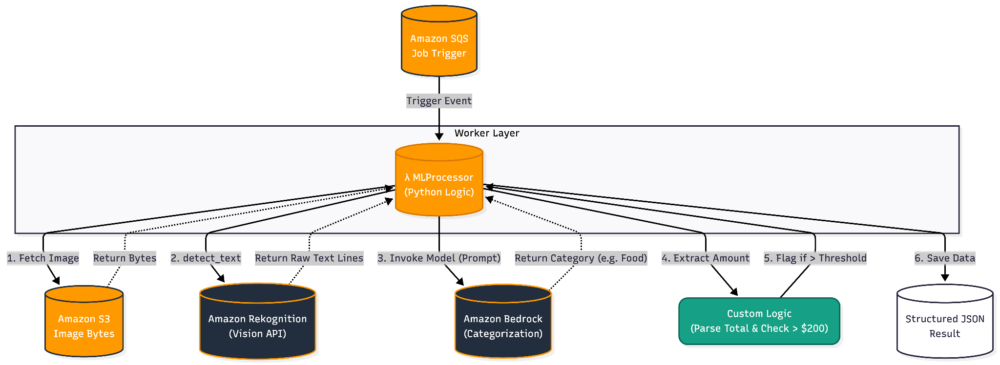 Amazon SQS
Job Trigger
Trigger Event
Worker Layer
λ MLProcessor
(Python Logic)
1. Fetch Image
Return Bytes
2. detect_text
Return Raw Text Lines
3. Invoke Model (Prompt)
Return Category (e.g. Food)
4. Extract Amount
5. Flag if > Threshold
6. Save Data
Amazon S3
Image Bytes
Amazon Rekognition
(Vision API)
Amazon Bedrock
(Categorization)
Custom Logic
(Parse Total & Check > $200)
Structured JSON
Result